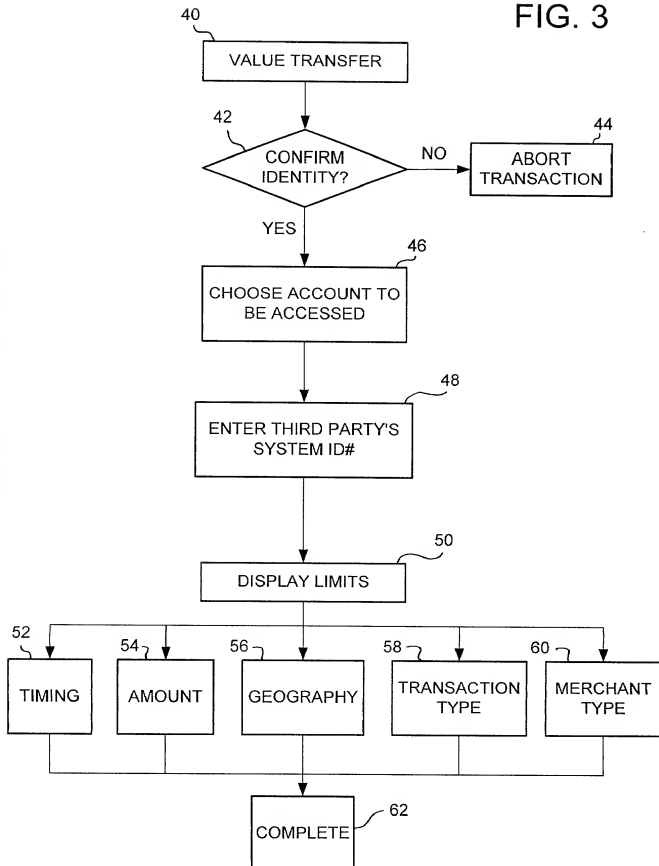 FIG. 3
40
VALUE TRANSFER
42
CONFIRM
IDENTITY?
NO
44
ABORT
TRANSACTION
YES
46
CHOOSE ACCOUNT TO
BE ACCESSED
48
ENTER THIRD PARTY'S
SYSTEM ID#
50
DISPLAY LIMITS
52
TIMING
54
AMOUNT
56
GEOGRAPHY
58
TRANSACTION
TYPE
60
MERCHANT
TYPE
COMPLETE
62